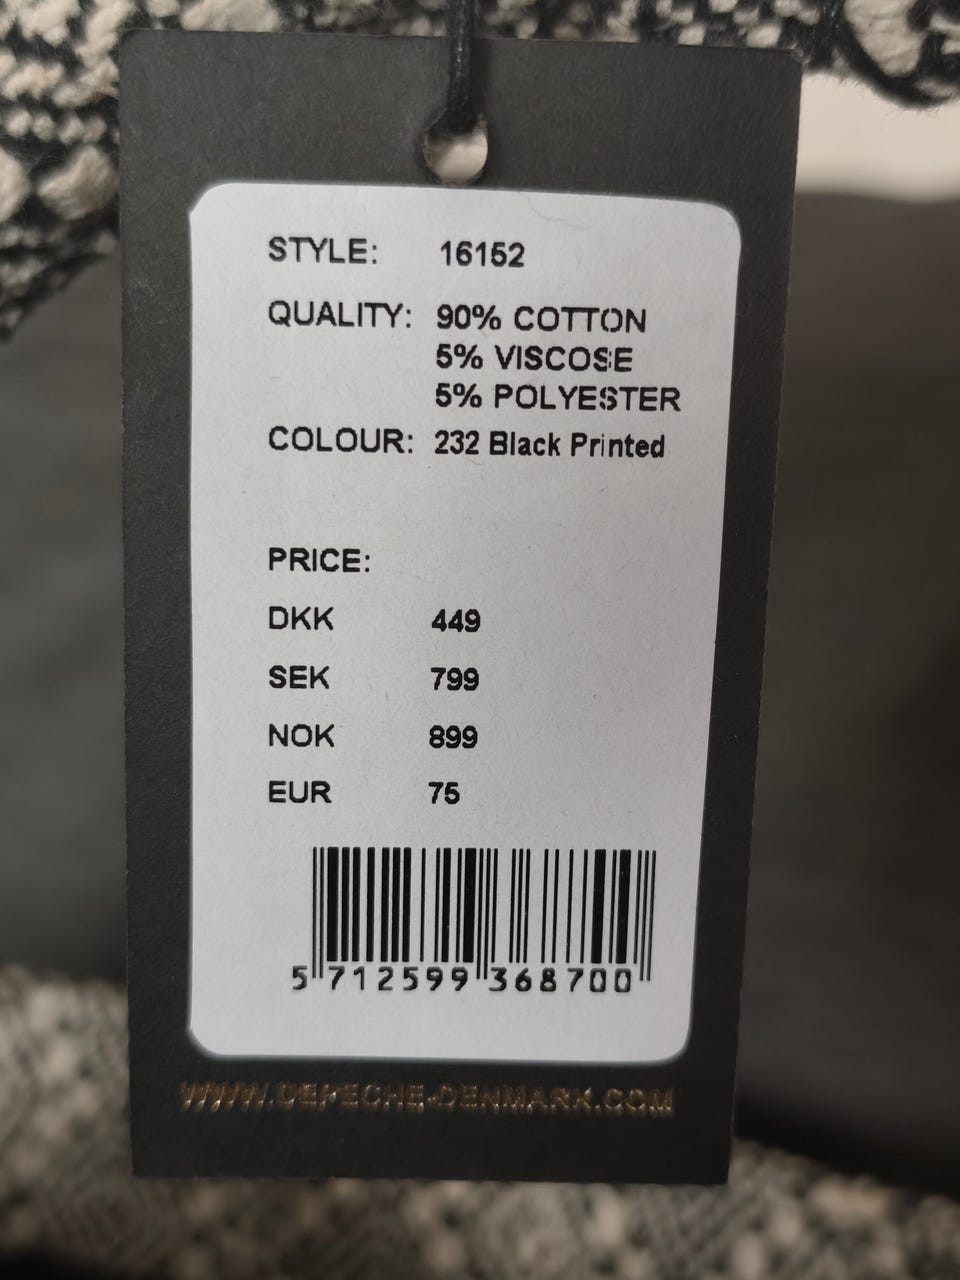 STYLE: 16152
QUALITY: 90% COTTON
5% VISCOSE
5% POLYESTER
COLOUR: 232 Black Printed
PRICE:
DKK 449
SEK 799
NOK 899
EUR 75
5 712599 368700
WWW.DEPECHE-DENMARK.COM